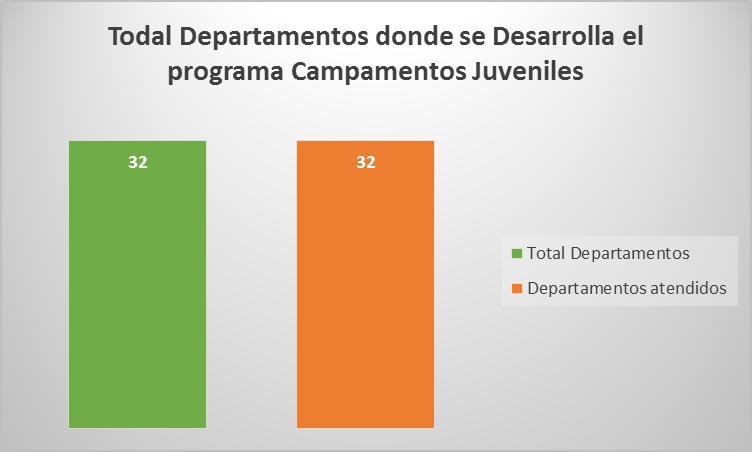 Todal Departamentos donde se Desarrolla el
programa Campamentos Juveniles
32
32
Total Departamentos
Departamentos atendidos